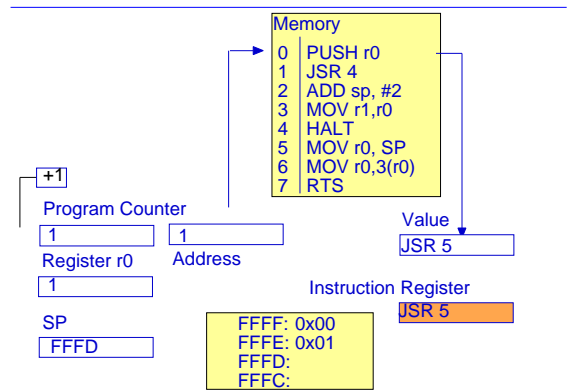 Memory
0 PUSH r0
1 JSR 4
2 ADD sp, #2
3 MOV r1,r0
4 HALT
5 MOV r0, SP
6 MOV r0,3(r0)
7 RTS
+1
Program Counter
1
1
Address
Register r0
1
SP
FFFD
Value
JSR 5
Instruction Register
JSR 5
FFFF: 0x00
FFFE: 0x01
FFFD:
FFFC: